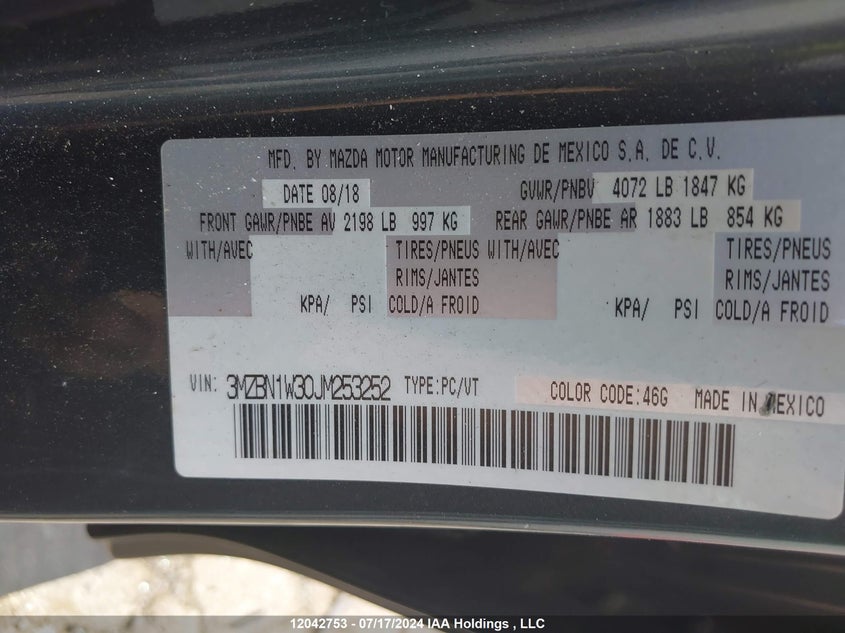 MFD. BY MAZDA MOTOR MANUFACTURING DE MEXICO S.A. DE C.V.
DATE 08/18 GVWR/PNBV 4072 LB 1847 KG
FRONT GAWR/PNBE AV 2198 LB 997 KG REAR GAWR/PNBE AR 1883 LB 854 KG
WITH/AVEC TIRES/PNEUS WITH/AVEC TIRES/PNEUS
RIMS/JANTES RIMS/JANTES
KPA/ PSI COLD/A FROID KPA/ PSI COLD/A FROID
VIN: 3MZBN1W30JM253252 TYPE:PC/VT COLOR CODE:46G MADE IN MEXICO
12042753 - 07/17/2024 IAA Holdings , LLC